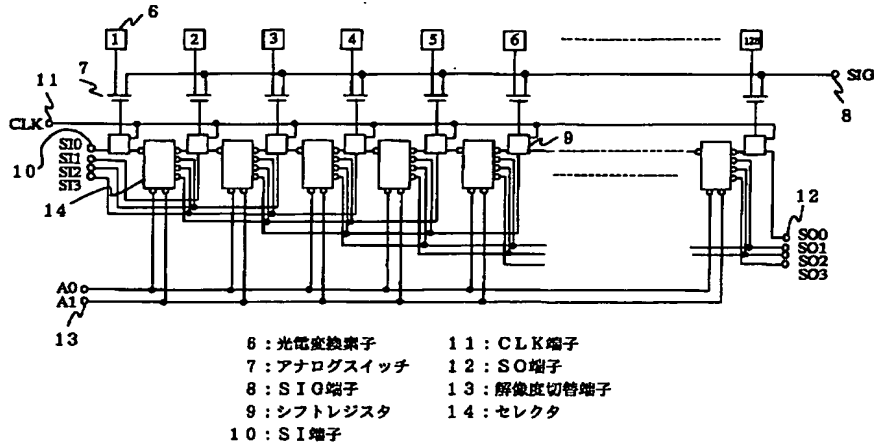 6
1 2 3 4 5 6 128
11 7 SIG
CLK 8
SI0 9
10 SI1
SI2
SI3
14 12
SO0
SO1
SO2
SO3
A0
A1
13
6：光電変換素子 11：CLK端子
7：アナログスイッチ 12：SO端子
8：SIG端子 13：解像度切替端子
9：シフトレジスタ 14：セレクタ
10：SI端子